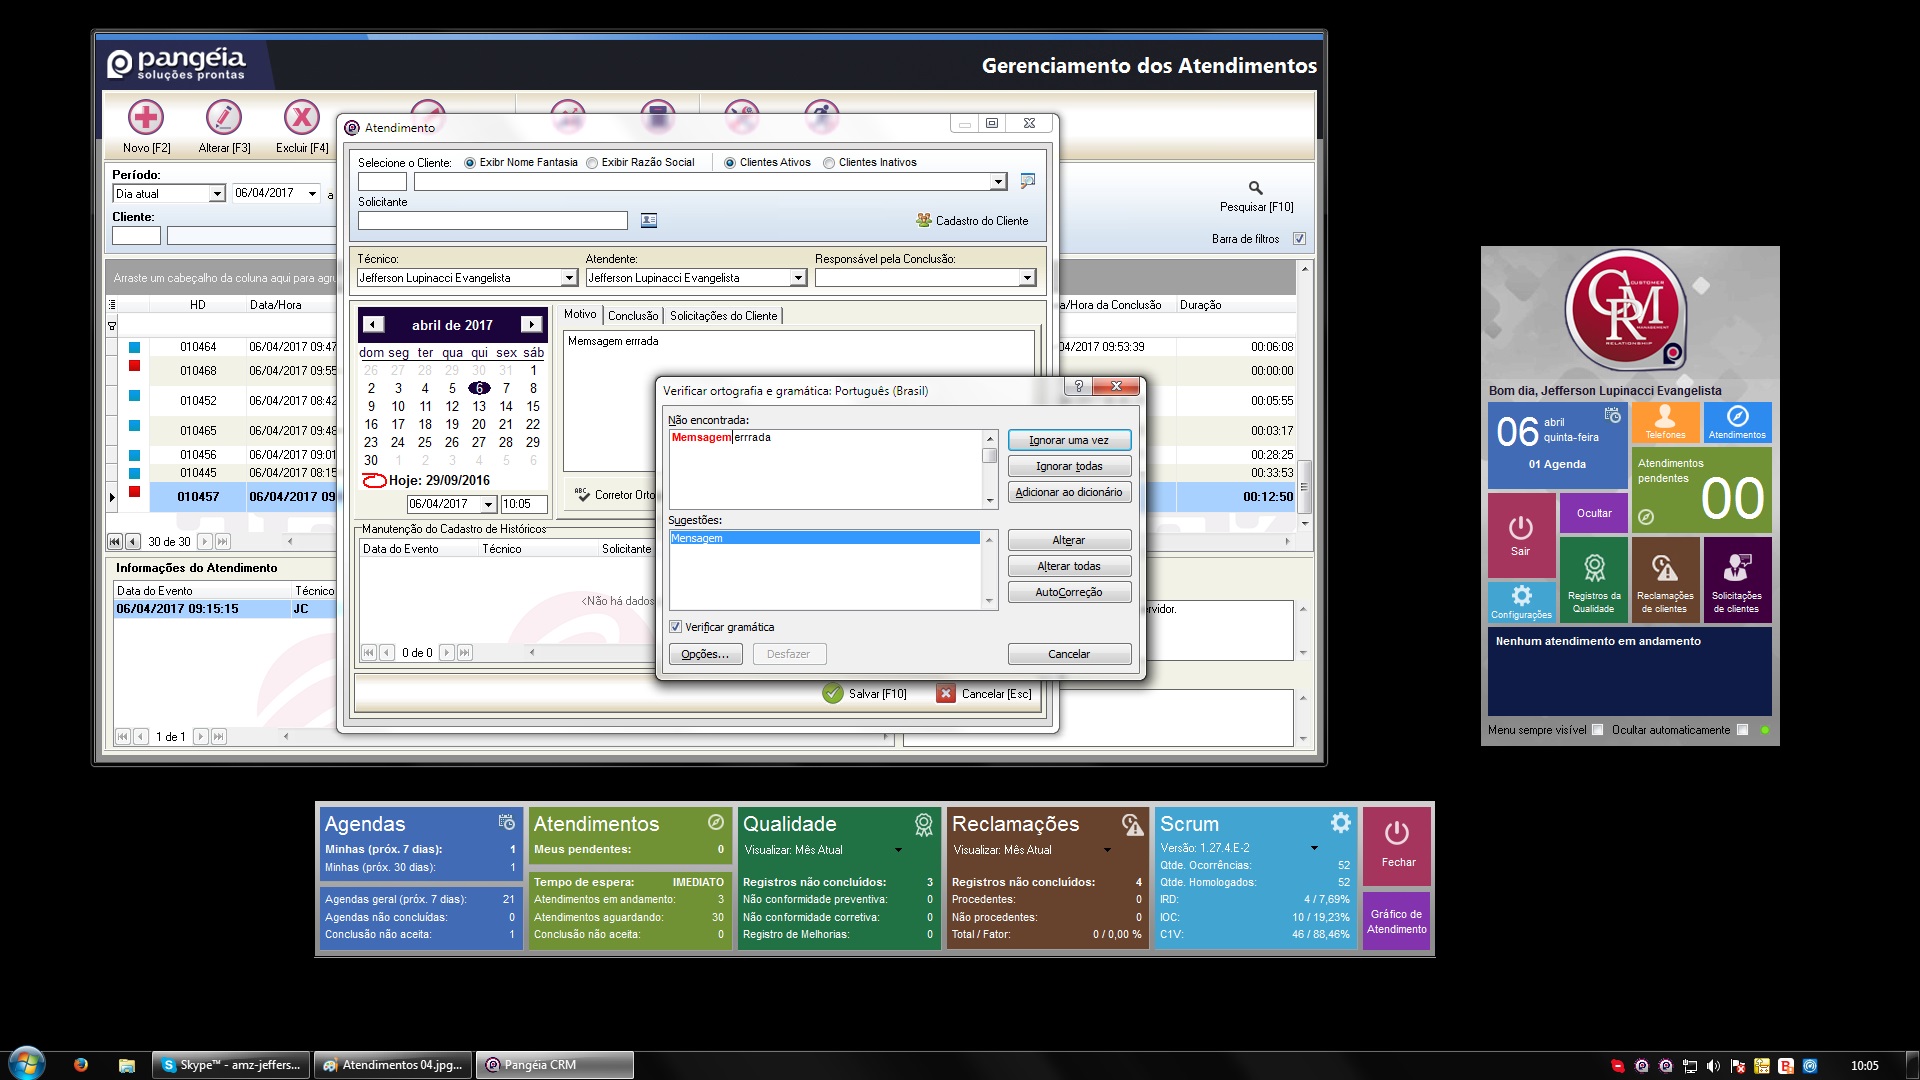 pangéia
soluções prontas
Gerenciamento dos Atendimentos
Novo [F2]
Alterar [F3]
Excluir [F4]
Período:
Dia atual
06/04/2017
a
Cliente:
Pesquisar [F10]
Barra de filtros
Arraste um cabeçalho da coluna aqui para agru
HD Data/Hora
a/Hora da Conclusão Duração
010464 06/04/2017 09:47
04/2017 09:53:39 00:06:08
010468 06/04/2017 09:55
00:00:00
010452 06/04/2017 08:42
00:05:55
010465 06/04/2017 09:48
00:03:17
010456 06/04/2017 09:01
00:28:25
010445 06/04/2017 08:15
00:33:53
010457 06/04/2017 09
00:12:50
30 de 30
Informações do Atendimento
Data do Evento Técnico
06/04/2017 09:15:15 JC
1 de 1
ervidor.
Atendimento
Selecione o Cliente:
Exibr Nome Fantasia
Exibir Razão Social
Clientes Ativos
Clientes Inativos
Solicitante
Cadastro do Cliente
Técnico:
Atendente:
Responsável pela Conclusão:
Jefferson Lupinacci Evangelista
Jefferson Lupinacci Evangelista
abril de 2017
dom seg ter qua qui sex sáb
26 27 28 29 30 31 1
2 3 4 5 6 7 8
9 10 11 12 13 14 15
16 17 18 19 20 21 22
23 24 25 26 27 28 29
30 1 2 3 4 5 6
Hoje: 29/09/2016
06/04/2017
10:05
Motivo
Conclusão
Solicitações do Cliente
Memsagem errrada
ABC
Corretor Orto
Manutenção do Cadastro de Históricos
Data do Evento Técnico Solicitante
<Não há dados
0 de 0
Salvar [F10]
Cancelar [Esc]
Verificar ortografia e gramática: Português (Brasil)
?
Não encontrada:
Memsagem errrada
Ignorar uma vez
Ignorar todas
Adicionar ao dicionário
Sugestões:
Mensagem
Alterar
Alterar todas
AutoCorreção
Verificar gramática
Opções...
Desfazer
Cancelar
CRM
CUSTOMER
MANAGEMENT
RELATIONSHIP
Bom dia, Jefferson Lupinacci Evangelista
06
abril
quinta-feira
01 Agenda
Telefones
Atendimentos
Atendimentos
pendentes
00
Sair
Ocultar
Configurações
Registros da
Qualidade
Reclamações
de clientes
Solicitações
de clientes
Nenhum atendimento em andamento
Menu sempre visível
Ocultar automaticamente
Agendas
Minhas (próx. 7 dias): 1
Minhas (próx. 30 dias): 1
Agendas geral (próx. 7 dias): 21
Agendas não concluídas: 0
Conclusão não aceita: 1
Atendimentos
Meus pendentes: 0
Tempo de espera: IMEDIATO
Atendimentos em andamento: 3
Atendimentos aguardando: 30
Conclusão não aceita: 0
Qualidade
Visualizar: Mês Atual
Registros não concluídos: 3
Não conformidade preventiva: 0
Não conformidade corretiva: 0
Registro de Melhorias: 0
Reclamações
Visualizar: Mês Atual
Registros não concluídos: 4
Procedentes: 0
Não procedentes: 0
Total / Fator: 0 / 0,00 %
Scrum
Versão: 1.27.4.E-2
Qtde. Ocorrências: 52
Qtde. Homologados: 52
IRD: 4 / 7,69%
IOC: 10 / 19,23%
C1V: 46 / 88,46%
Fechar
Gráfico de
Atendimento
Skype™ - amz-jeffers...
Atendimentos 04.jpg...
Pangéia CRM
10:05